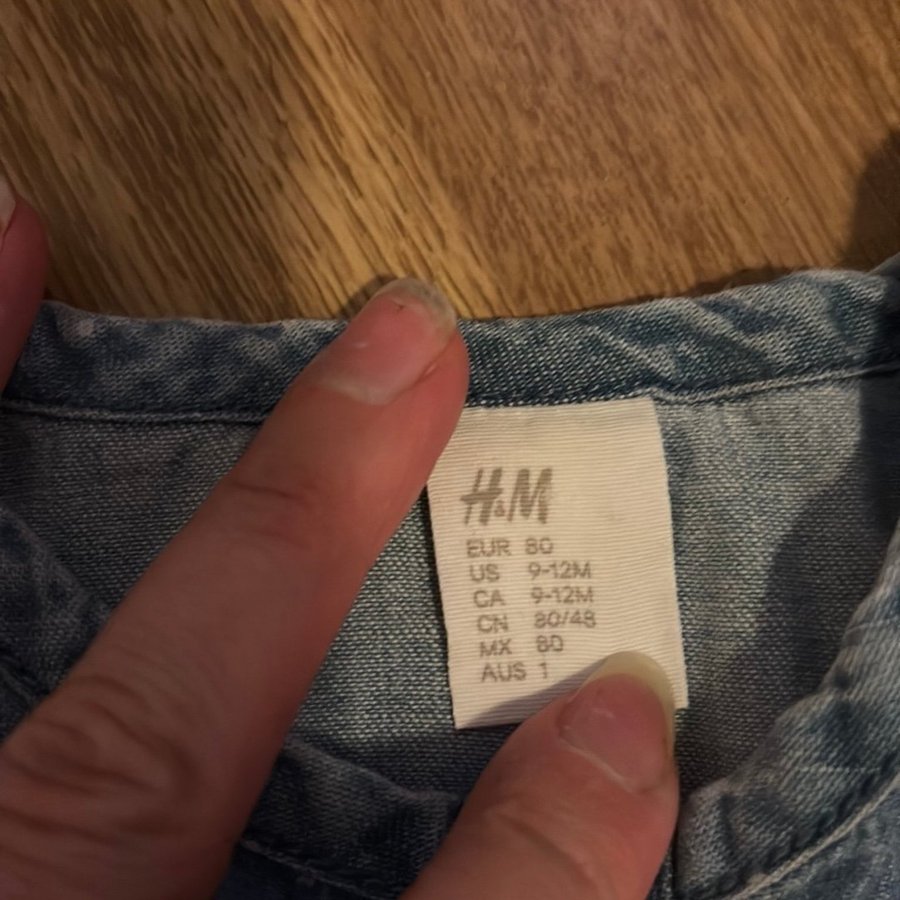 H&M
EUR 80
US 9-12M
CA 9-12M
CN 80/48
MX 80
AUS 1